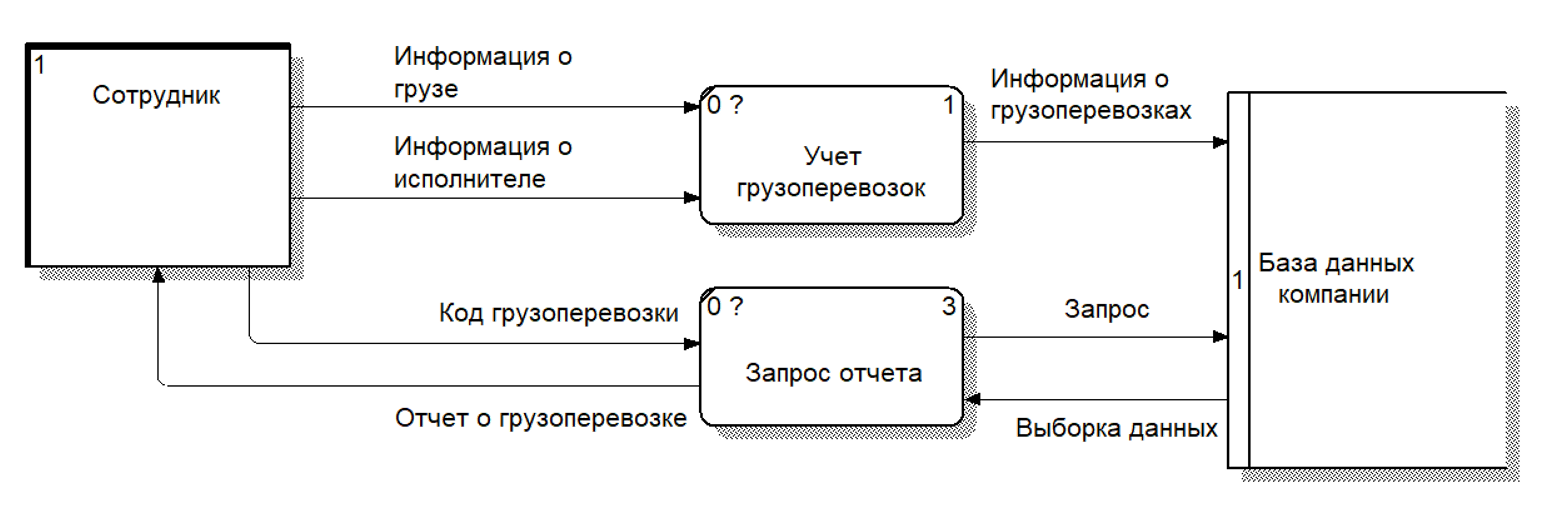 1
Сотрудник
Информация о
грузе
Информация о
исполнителе
0 ?
1
Учет
грузоперевозок
Информация о
грузоперевозках
1
База данных
компании
Код грузоперевозки
Отчет о грузоперевозке
0 ?
3
Запрос отчета
Запрос
Выборка данных